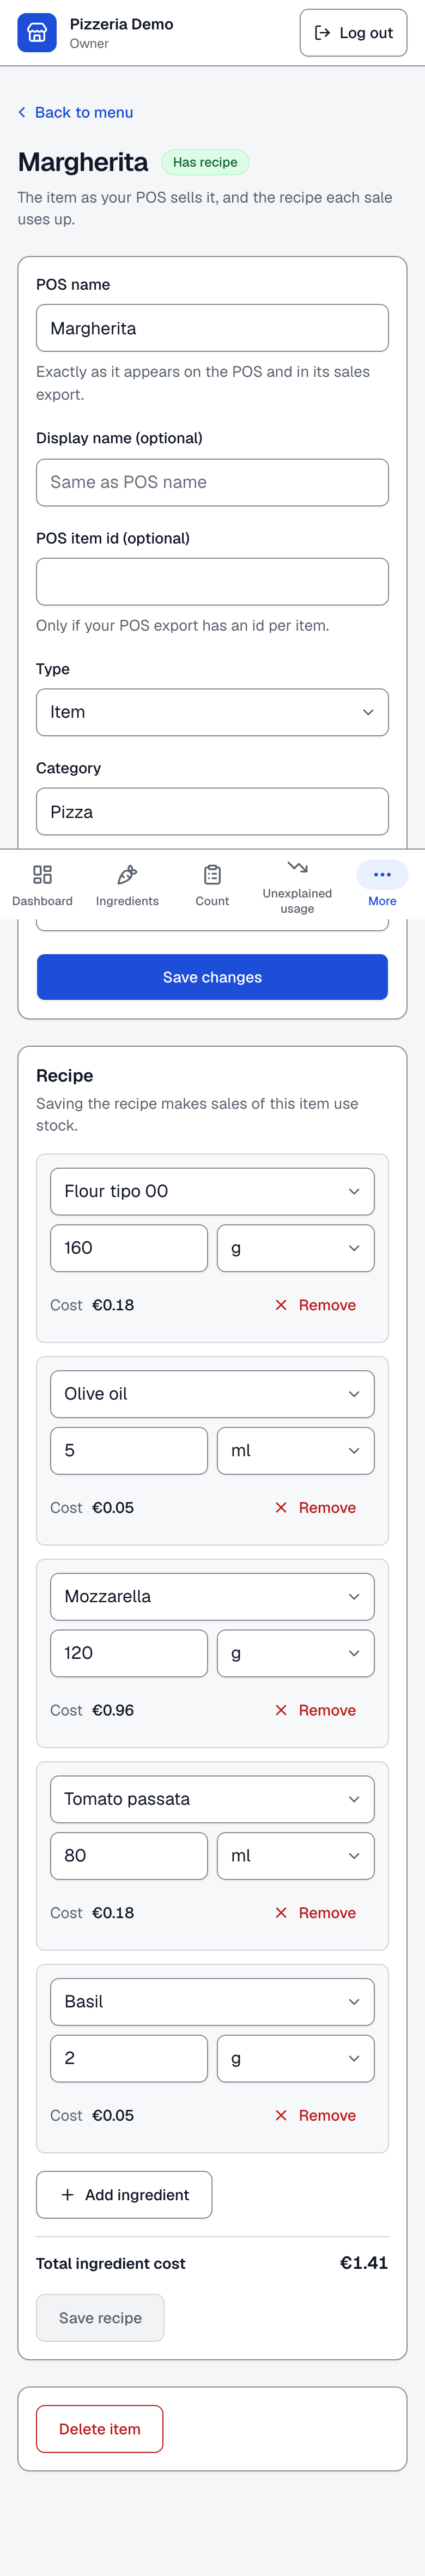 Pizzeria Demo
Owner
Log out
Back to menu
Margherita
Has recipe
The item as your POS sells it, and the recipe each sale
uses up.
POS name
Margherita
Exactly as it appears on the POS and in its sales
export.
Display name (optional)
Same as POS name
POS item id (optional)
Only if your POS export has an id per item.
Type
Item
Category
Pizza
Dashboard
Ingredients
Count
Unexplained
usage
More
Save changes
Recipe
Saving the recipe makes sales of this item use
stock.
Flour tipo 00
160
g
Cost €0.18
Remove
Olive oil
5
ml
Cost €0.05
Remove
Mozzarella
120
g
Cost €0.96
Remove
Tomato passata
80
ml
Cost €0.18
Remove
Basil
2
g
Cost €0.05
Remove
Add ingredient
Total ingredient cost
€1.41
Save recipe
Delete item